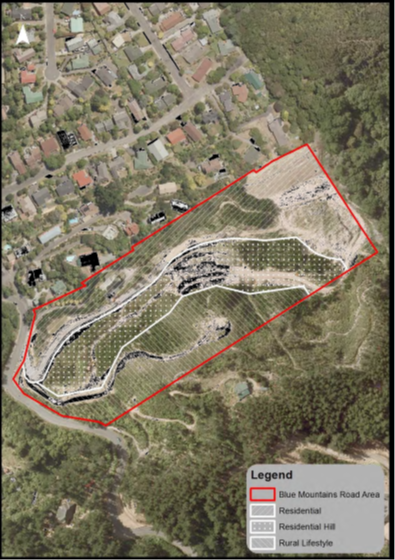 Legend
Blue Mountains Road Area
Residential
Residential Hill
Rural Lifestyle